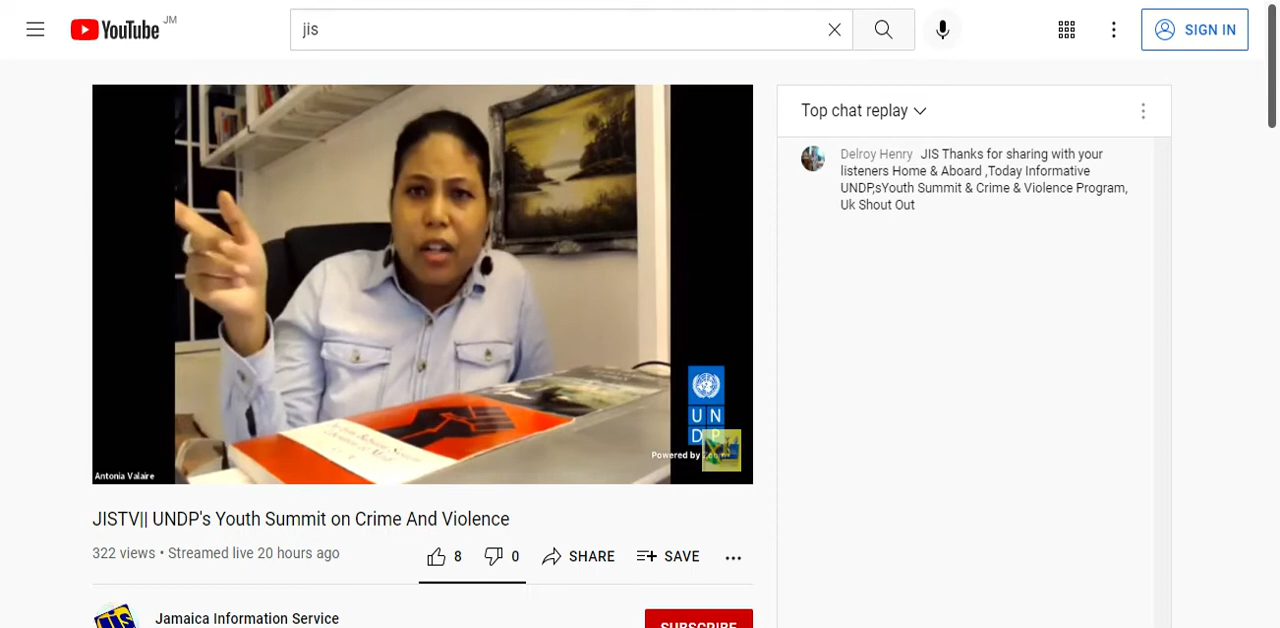 YouTube JM
jis
SIGN IN
Top chat replay
Delroy Henry JIS Thanks for sharing with your
listeners Home & Aboard ,Today Informative
UNDP,sYouth Summit & Crime & Violence Program,
Uk Shout Out
UN
DP
Powered by
Antonia Valaire
JISTV|| UNDP's Youth Summit on Crime And Violence
322 views • Streamed live 20 hours ago
8
0
SHARE
SAVE
jis
Jamaica Information Service
SUBSCRIBE